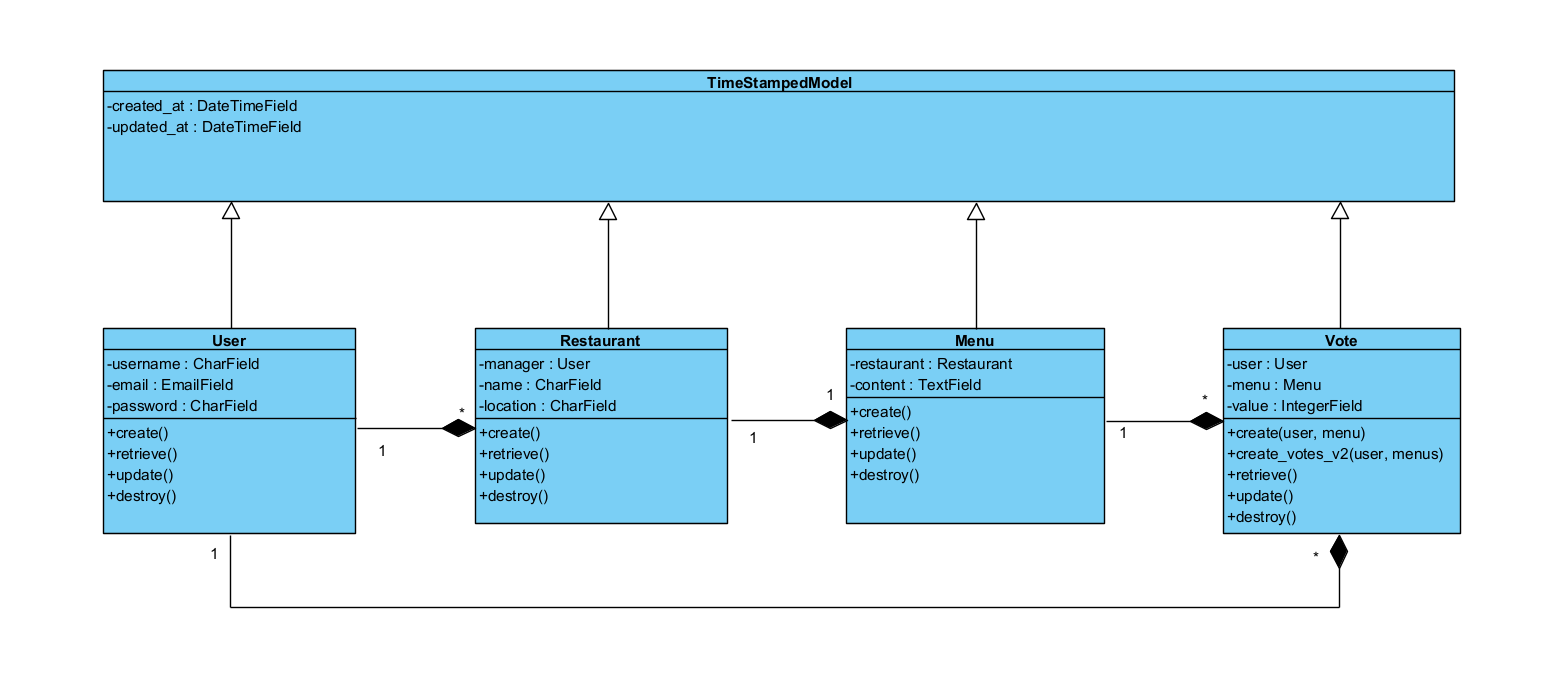 TimeStampedModel
-created_at : DateTimeField
-updated_at : DateTimeField
User
-username : CharField
-email : EmailField
-password : CharField
+create()
+retrieve()
+update()
+destroy()
1
*
Restaurant
-manager : User
-name : CharField
-location : CharField
+create()
+retrieve()
+update()
+destroy()
1
1
Menu
-restaurant : Restaurant
-content : TextField
+create()
+retrieve()
+update()
+destroy()
1
*
Vote
-user : User
-menu : Menu
-value : IntegerField
+create(user, menu)
+create_votes_v2(user, menus)
+retrieve()
+update()
+destroy()
1
*